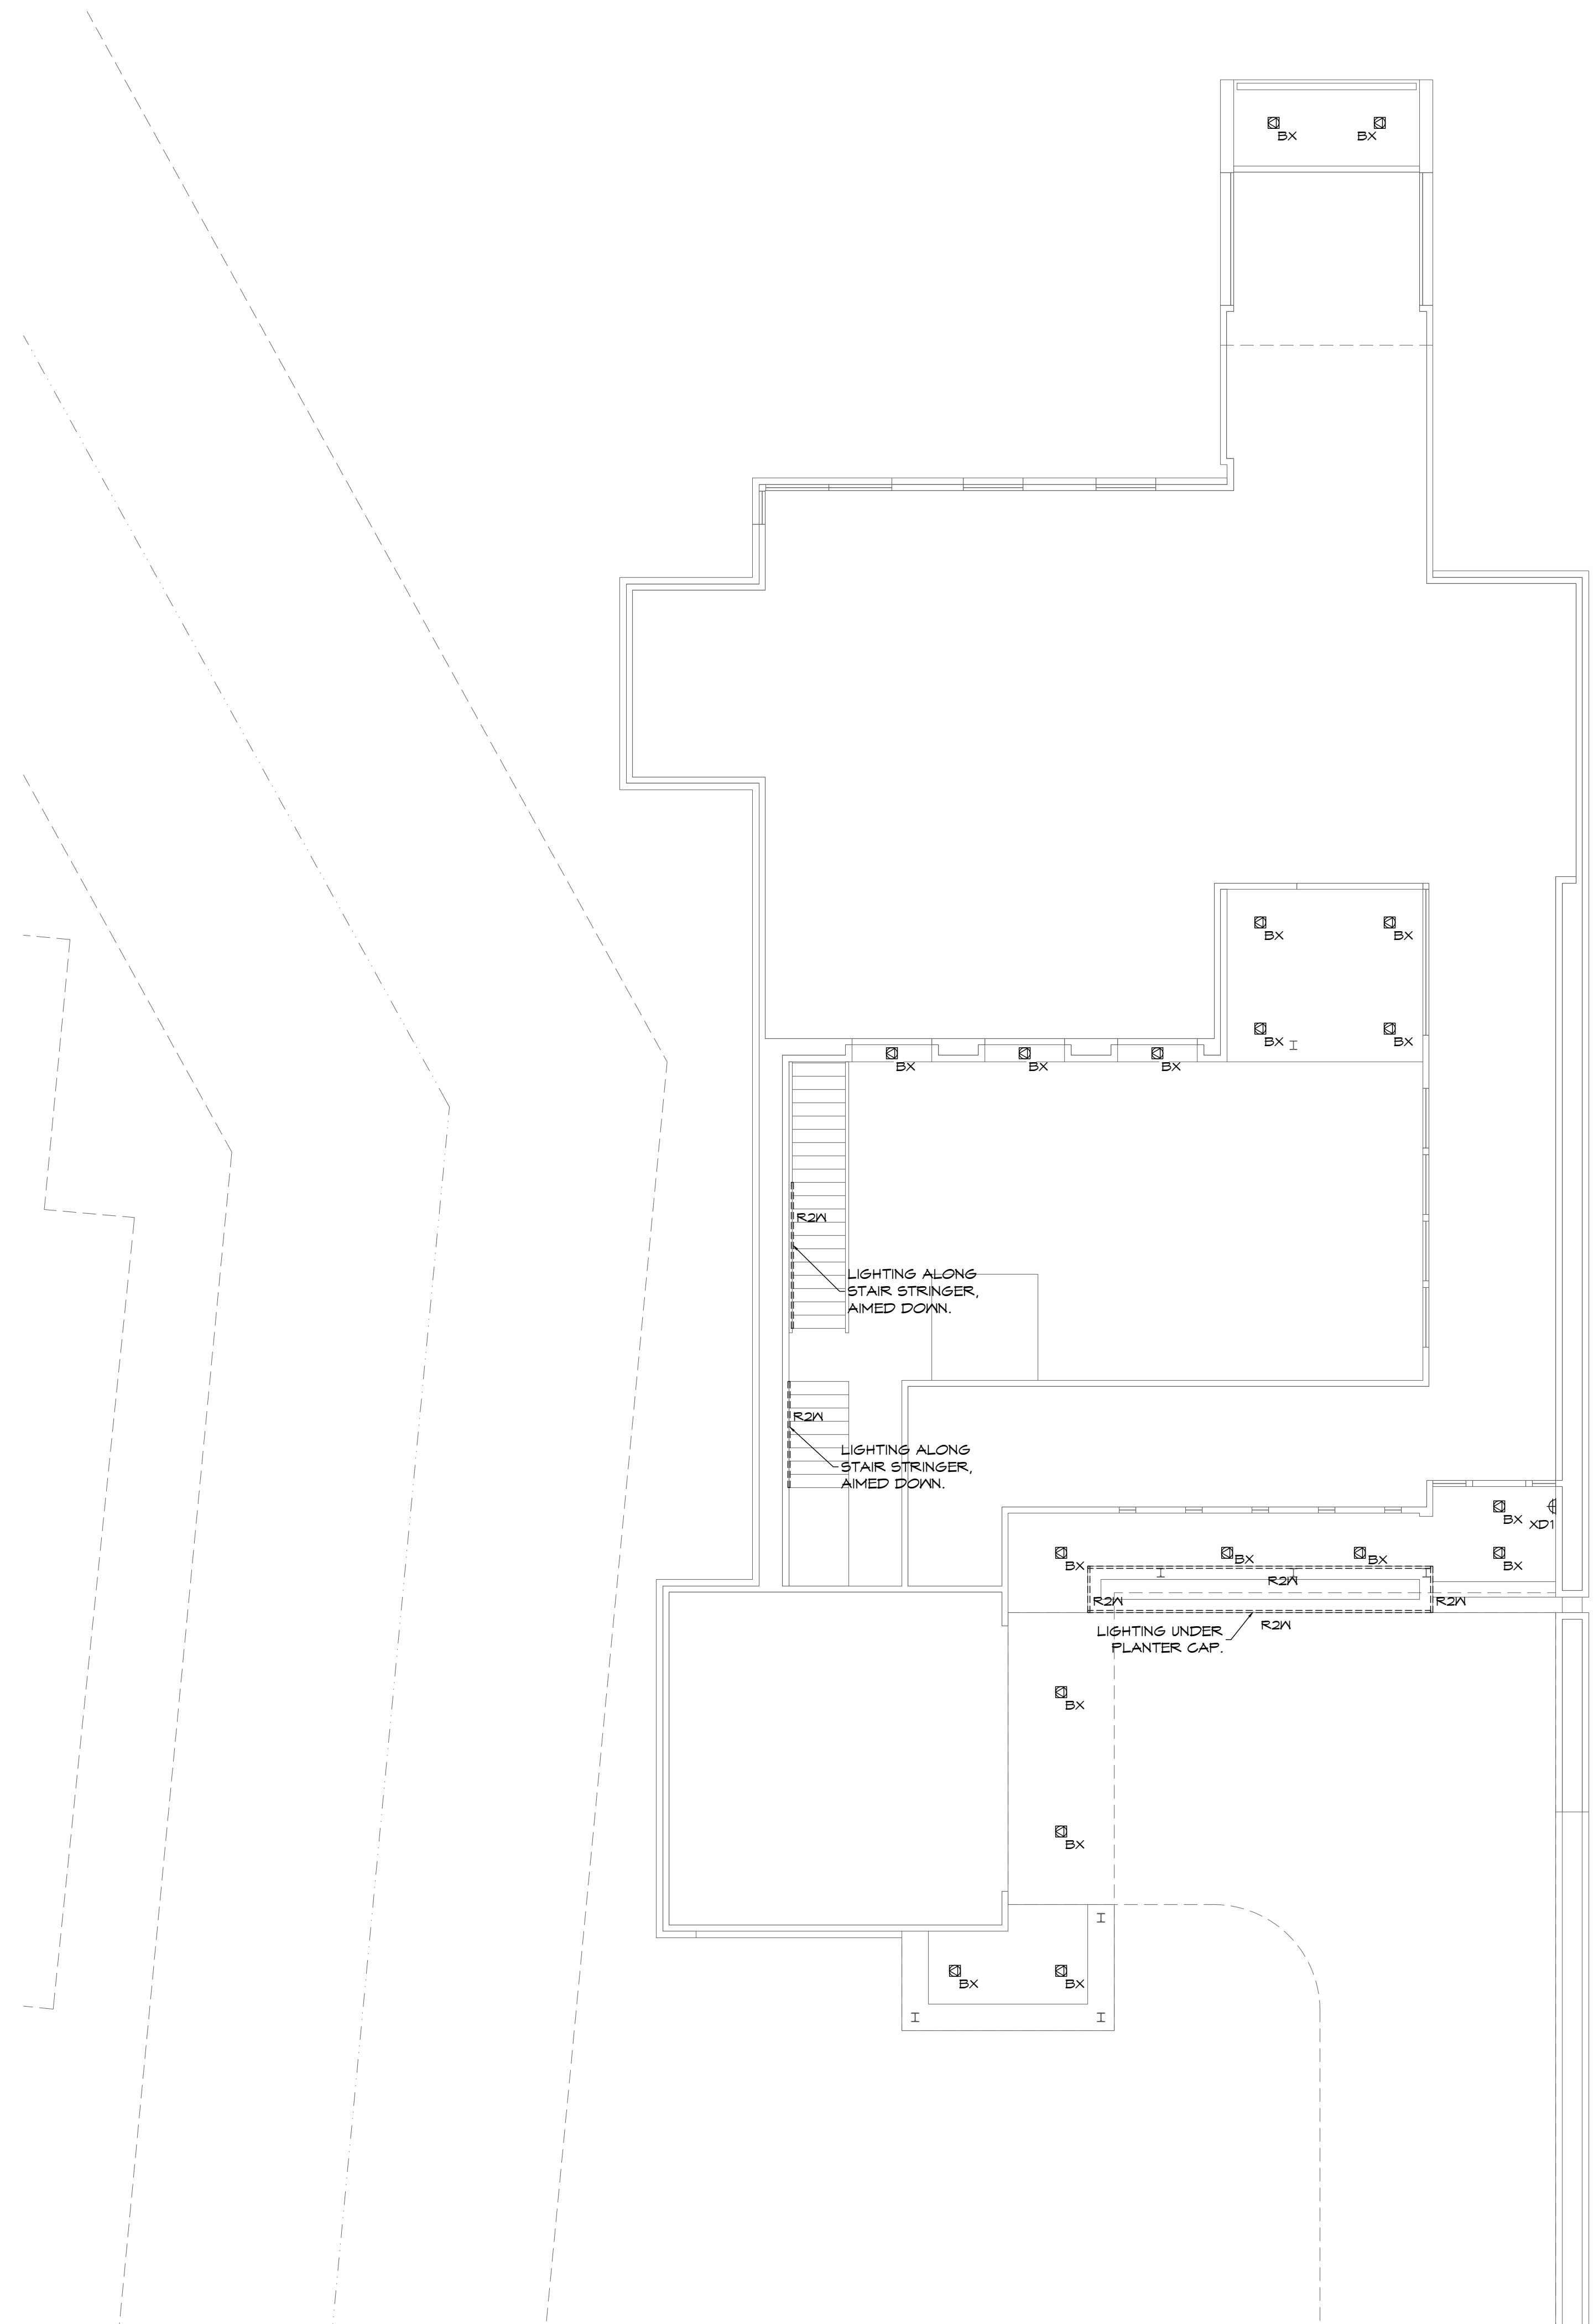 BX BX
BX BX
BX BX
BX BX BX
R2W
LIGHTING ALONG
STAIR STRINGER,
AIMED DOWN.
R2W
LIGHTING ALONG
STAIR STRINGER,
AIMED DOWN.
BX XD1
BX BX BX BX
R2W
R2W R2W
R2W
LIGHTING UNDER
PLANTER CAP.
BX
BX
BX BX